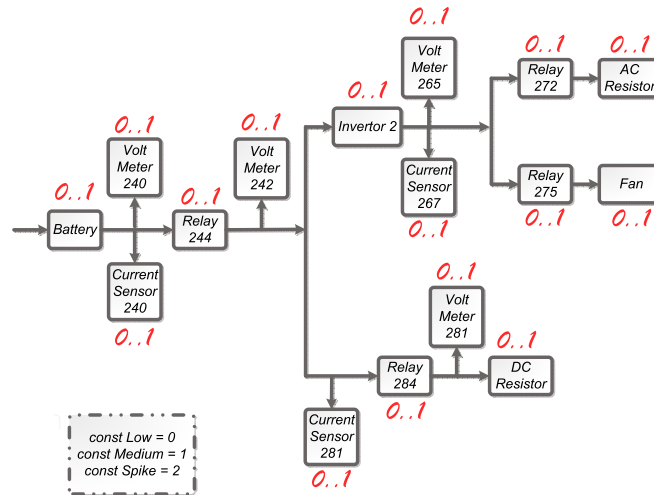 0..1
Volt
Meter
265
0..1
Invertor 2
0..1
Relay
272
0..1
AC
Resistor
0..1
Volt
Meter
240
0..1
Volt
Meter
242
Current
Sensor
267
0..1
Relay
275
0..1
Fan
0..1
0..1
Battery
0..1
Relay
244
Current
Sensor
240
0..1
0..1
Volt
Meter
281
Relay
284
0..1
0..1
DC
Resistor
Current
Sensor
281
0..1
const Low = 0
const Medium = 1
const Spike = 2